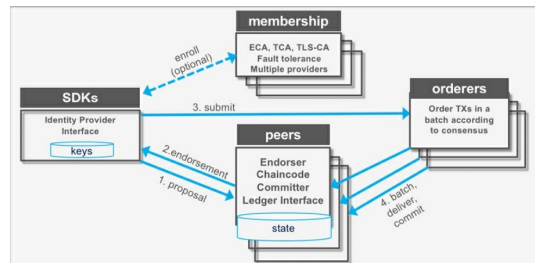 membership
ECA, TCA, TLS-CA
Fault tolerance
Multiple providers
enroll
(optional)
SDKs
Identity Provider
Interface
keys
3. submit
orderers
Order TXs in a
batch according
to consensus
peers
Endorser
Chaincode
Committer
Ledger Interface
state
2.endorsement
1. proposal
4. batch,
deliver,
commit